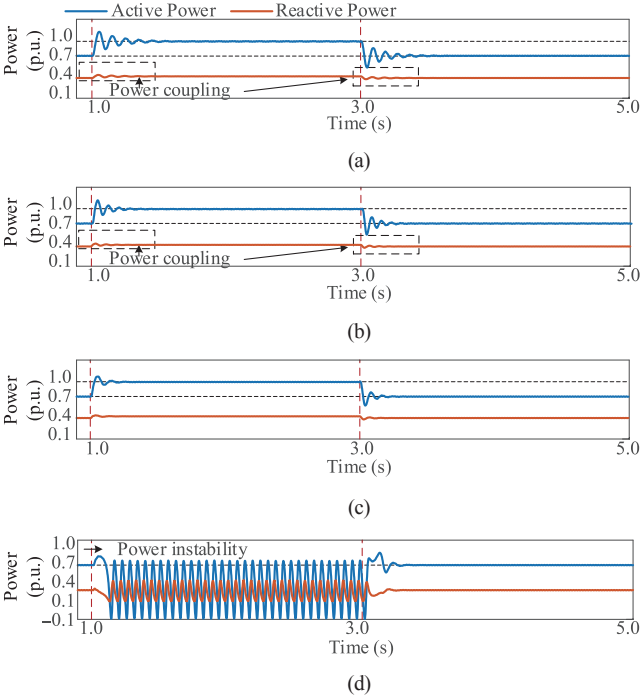 Active Power Reactive Power
Power
(p.u.)
1.0
0.7
0.4
0.1
Power coupling
1.0 3.0 5.0
Time (s)
(a)
Power
(p.u.)
1.0
0.7
0.4
0.1
Power coupling
1.0 3.0 5.0
Time (s)
(b)
Power
(p.u.)
1.0
0.7
0.4
0.1
1.0 3.0 5.0
Time (s)
(c)
Power
(p.u.)
1.0
0.7
0.4
0.1
−0.1
Power instability
1.0 3.0 5.0
Time (s)
(d)